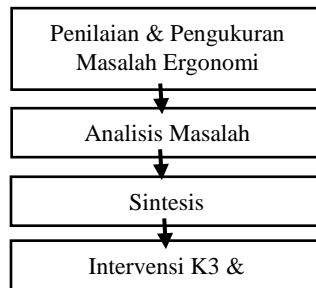 Penilaian & Pengukuran
Masalah Ergonomi
Analisis Masalah
Sintesis
Intervensi K3 &